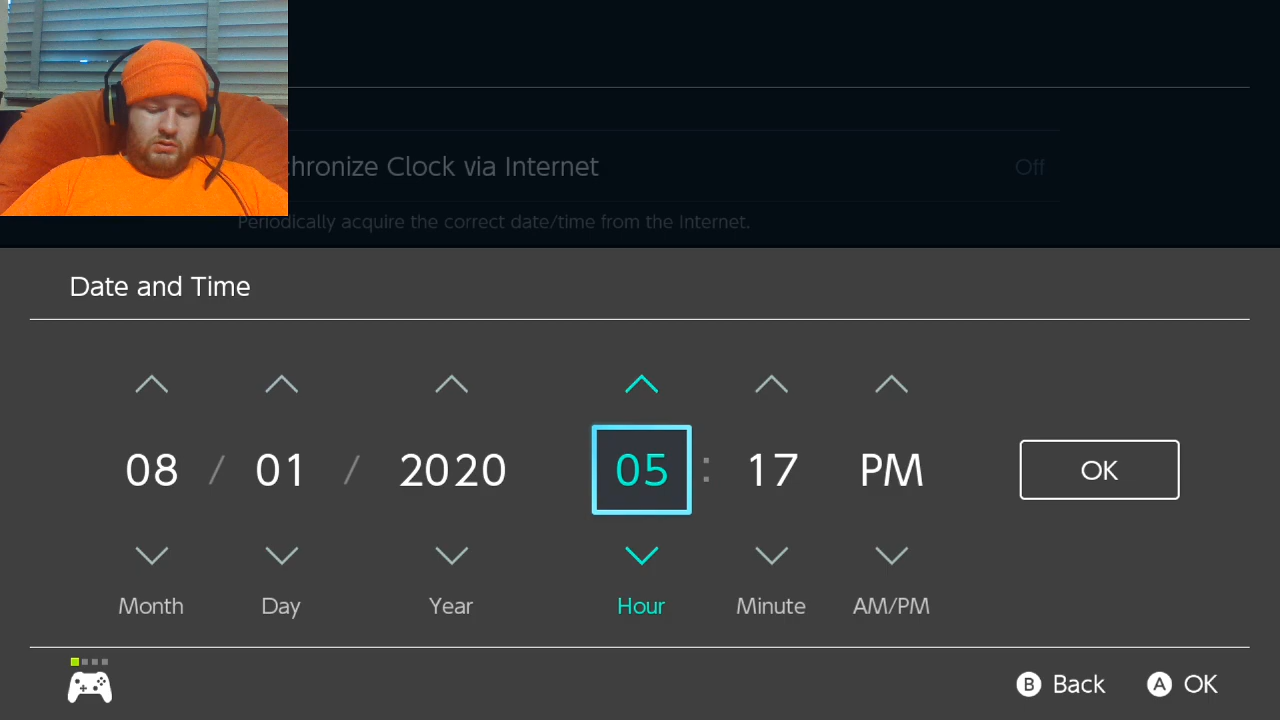 chronize Clock via Internet Off
Periodically acquire the correct date/time from the Internet.
Date and Time
08 / 01 / 2020 05 : 17 PM OK
Month Day Year Hour Minute AM/PM
B Back A OK